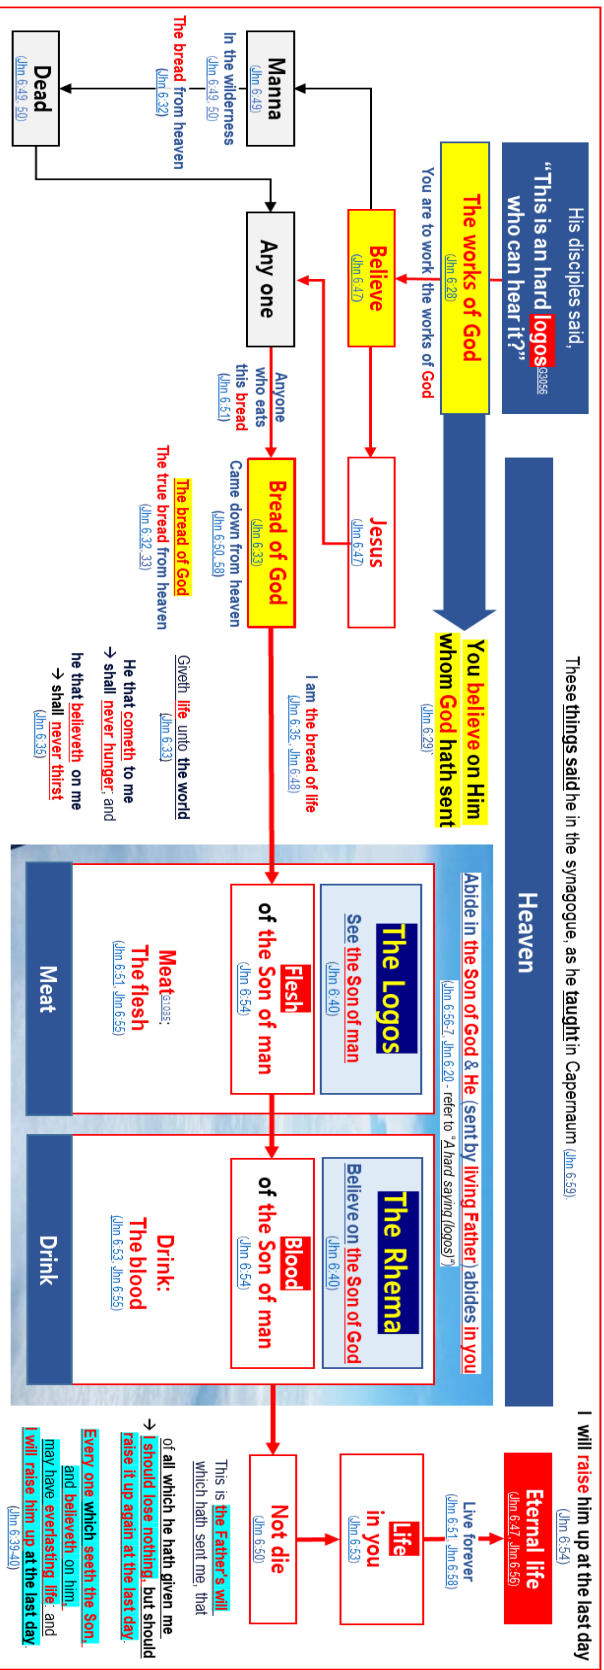 His disciples said,
"This is an hard logosG3056
who can hear it?"
These things said he in the synagogue, as he taught in Capernaum (Jhn 6:59).
I will raise him up at the last day
(Jhn 6:54)
Heaven
Eternal life
(Jhn 6:47, Jhn 6:56)
The works of God
(Jhn 6:28)
You are to work the works of God
You believe on Him
whom God hath sent
(Jhn 6:29)
Abide in the Son of God & He (sent by living Father) abides in you
(Jhn 6:56-7, Jhn 6:20 - refer to "A hard saying (logos)")
Live forever
(Jhn 6:51, Jhn 6:58)
Believe
(Jhn 6:47)
Jesus
(Jhn 6:47)
The Logos
See the Son of man
(Jhn 6:40)
The Rhema
Believe on the Son of God
(Jhn 6:40)
Life
in you
(Jhn 6:53)
Manna
(Jhn 6:49)
In the wilderness
(Jhn 6:49, 50)
The bread from heaven
(Jhn 6:32)
Dead
(Jhn 6:49, 50)
Any one
Anyone
who eats
this bread
(Jhn 6:51)
Bread of God
(Jhn 6:33)
Came down from heaven
(Jhn 6:50, 58)
The bread of God
The true bread from heaven
(Jhn 6:32, 33)
I am the bread of life
(Jhn 6:35, Jhn 6:48)
Giveth life unto the world
(Jhn 6:33)
He that cometh to me
→ shall never hunger; and
he that believeth on me
→ shall never thirst
(Jhn 6:35)
Flesh
of the Son of man
(Jhn 6:54)
Meat G1035:
The flesh
(Jhn 6:51, Jhn 6:55)
Meat
Blood
of the Son of man
(Jhn 6:54)
Drink:
The blood
(Jhn 6:53, Jhn 6:55)
Drink
Not die
(Jhn 6:50)
This is the Father's will
which hath sent me, that
of all which he hath given me
→ I should lose nothing, but should
raise it up again at the last day.
Every one which seeth the Son,
and believeth on him,
may have everlasting life: and
I will raise him up at the last day.
(Jhn 6:39-40)